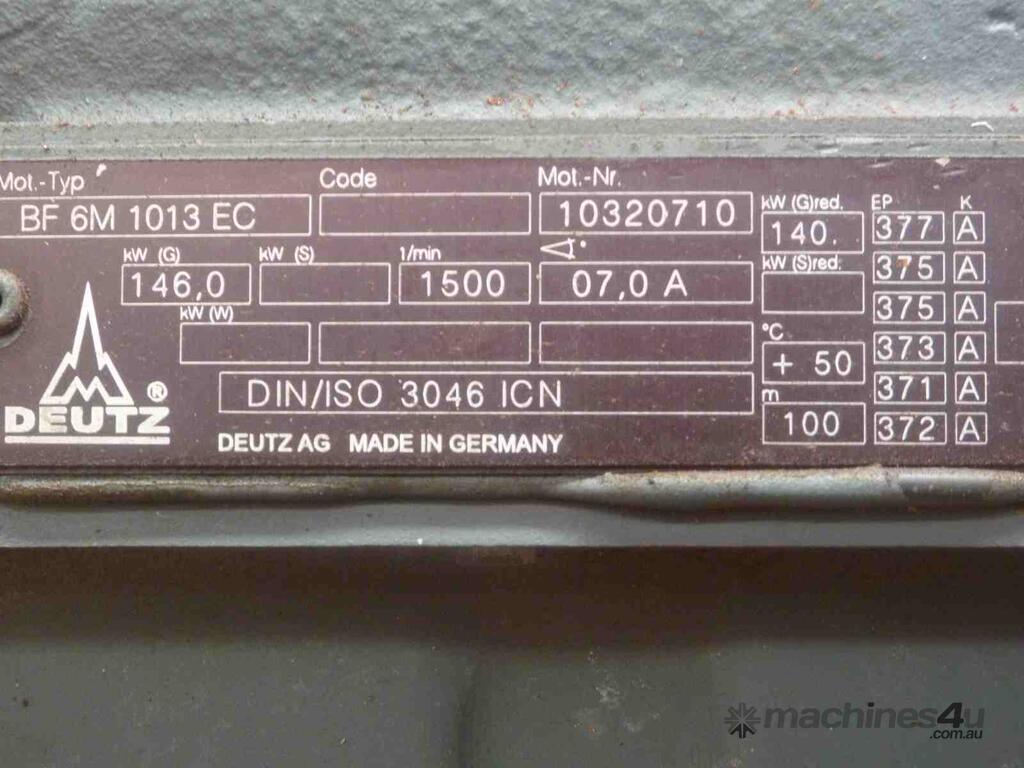 Mot.-Typ Code Mot.-Nr.
BF 6M 1013 EC 10320710
kW (G)red. EP K
140. 377 A
kW (G) kW (S) 1/min
146,0 1500 07,0 A
kW (S)red. 375 A
kW (W) 375 A
°C 373 A
+ 50
DIN/ISO 3046 ICN
m 371 A
100 372 A
DEUTZ®
DEUTZ AG MADE IN GERMANY
machines4u
.com.au